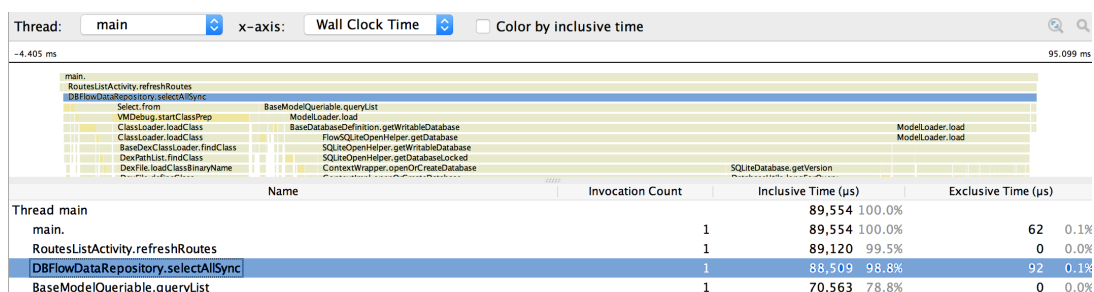 Thread: main x-axis: Wall Clock Time Color by inclusive time
-4.405 ms 95.099 ms
main.
RoutesListActivity.refreshRoutes
DBFlowDataRepository.selectAllSync
Select.from BaseModelQueriable.queryList
VMDebug.startClassPrep ModelLoader.load
ClassLoader.loadClass BaseDatabaseDefinition.getWritableDatabase ModelLoader.load
ClassLoader.loadClass FlowSQLiteOpenHelper.getDatabase ModelLoader.load
BaseDexClassLoader.findClass SQLiteOpenHelper.getWritableDatabase
DexPathList.findClass SQLiteOpenHelper.getDatabaseLocked
DexFile.loadClassBinaryName ContextWrapper.openOrCreateDatabase SQLiteDatabase.getVersion
Name Invocation Count Inclusive Time (µs) Exclusive Time (µs)
Thread main 89,554 100.0%
main. 1 89,554 100.0% 62 0.1%
RoutesListActivity.refreshRoutes 1 89,120 99.5% 0 0.0%
DBFlowDataRepository.selectAllSync 1 88,509 98.8% 92 0.1%
BaseModelQueriable.queryList 1 70,563 78.8% 0 0.0%